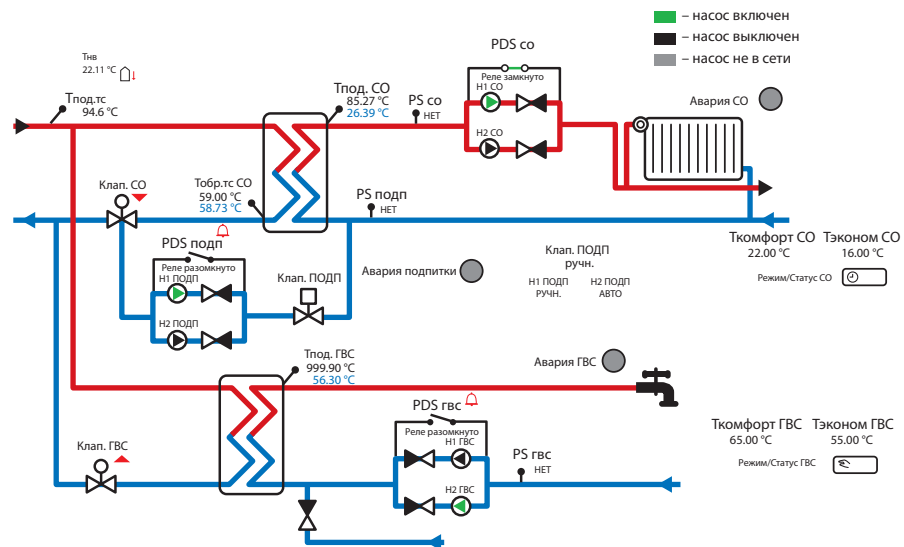 – насос включен
– насос выключен
– насос не в сети
PDS со
Реле замкнуто
Н1 СО
Н2 СО
Тнв
22.11 °C
Тпод.тс
94.6 °C
Тпод. СО
85.27 °C
26.39 °C
PS со
НЕТ
Авария СО
Клап. СО
Тобр.тс СО
59.00 °C
58.73 °C
PS подп
НЕТ
PDS подп
Реле разомкнуто
Н1 ПОДП
Н2 ПОДП
Клап. ПОДП
Авария подпитки
Клап. ПОДП
ручн.
Н1 ПОДП Н2 ПОДП
РУЧН. АВТО
Ткомфорт СО Тэконом СО
22.00 °C 16.00 °C
Режим/Статус СО
Тпод. ГВС
999.90 °C
56.30 °C
Авария ГВС
PDS гвс
Реле разомкнуто
Н1 ГВС
Н2 ГВС
PS гвс
НЕТ
Клап. ГВС
Ткомфорт ГВС Тэконом ГВС
65.00 °C 55.00 °C
Режим/Статус ГВС